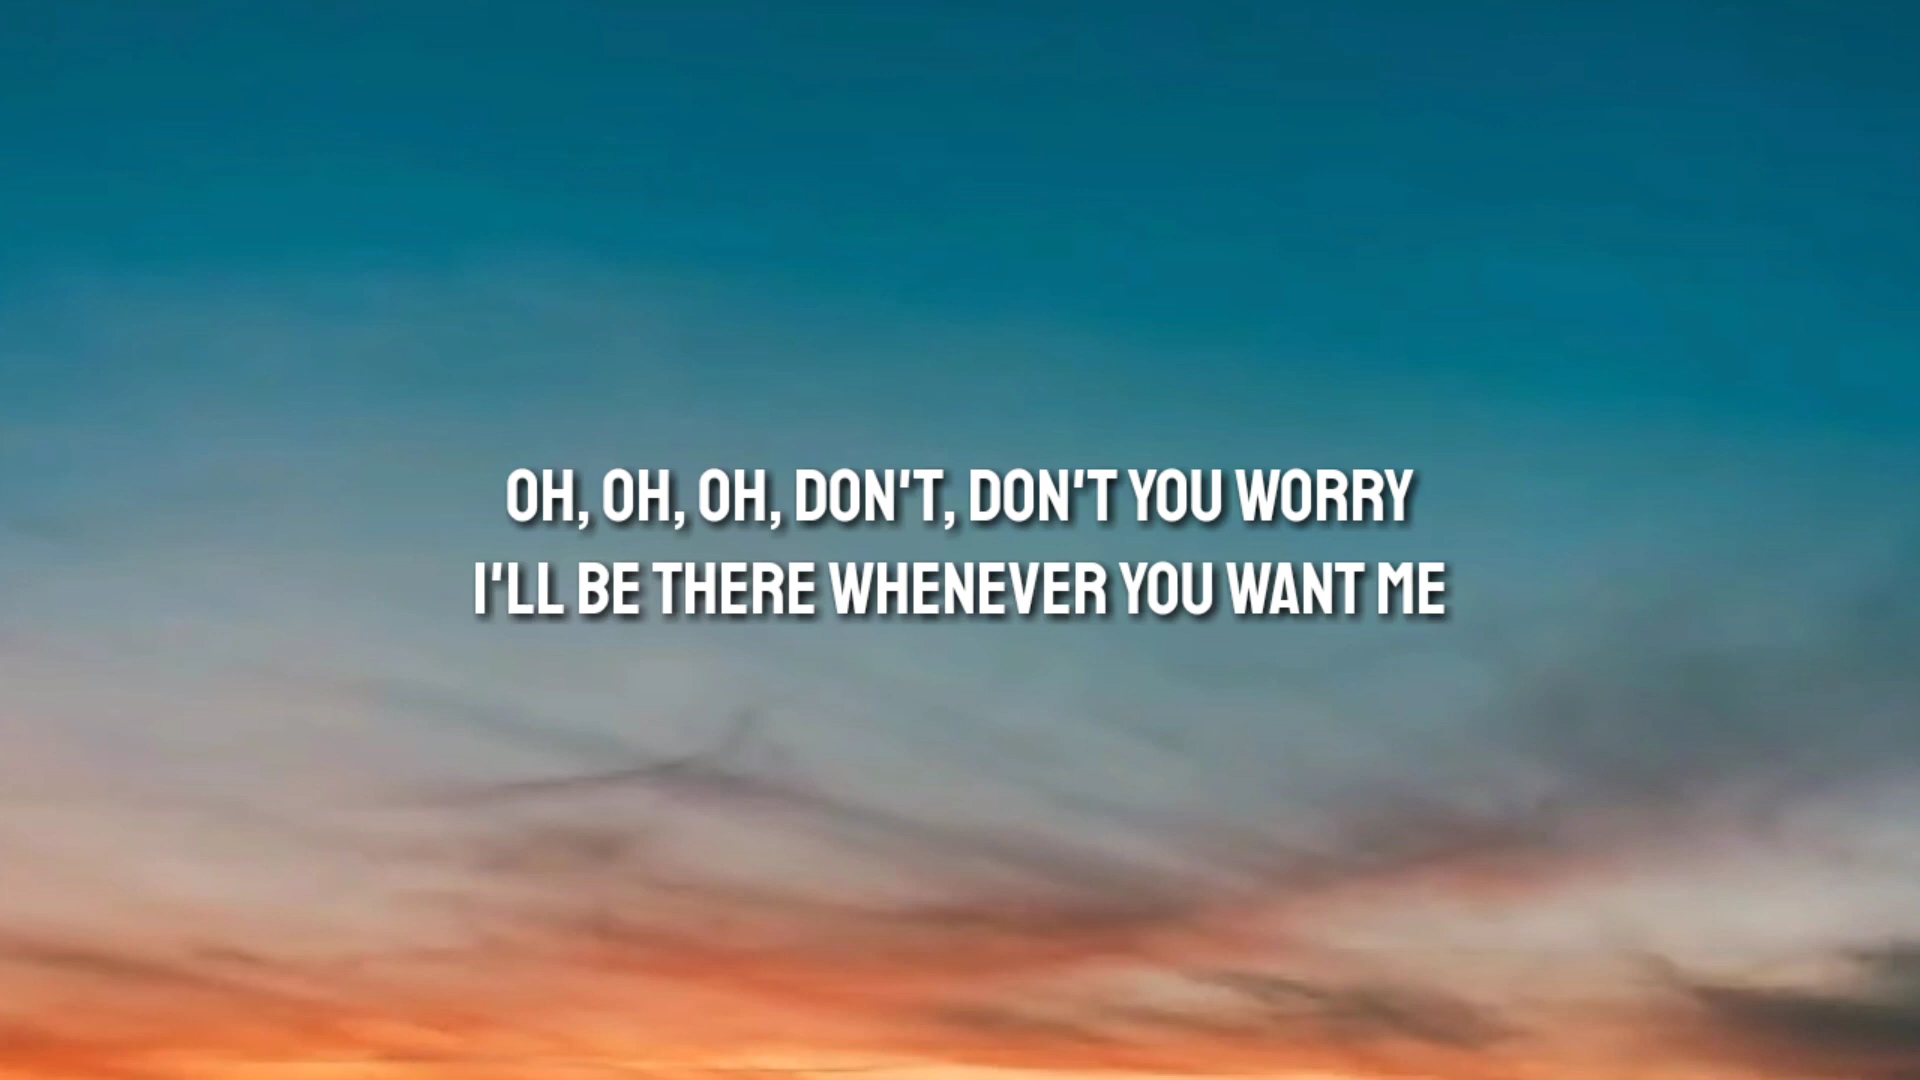 OH, OH, OH, DON'T, DON'T YOU WORRY
I'LL BE THERE WHENEVER YOU WANT ME